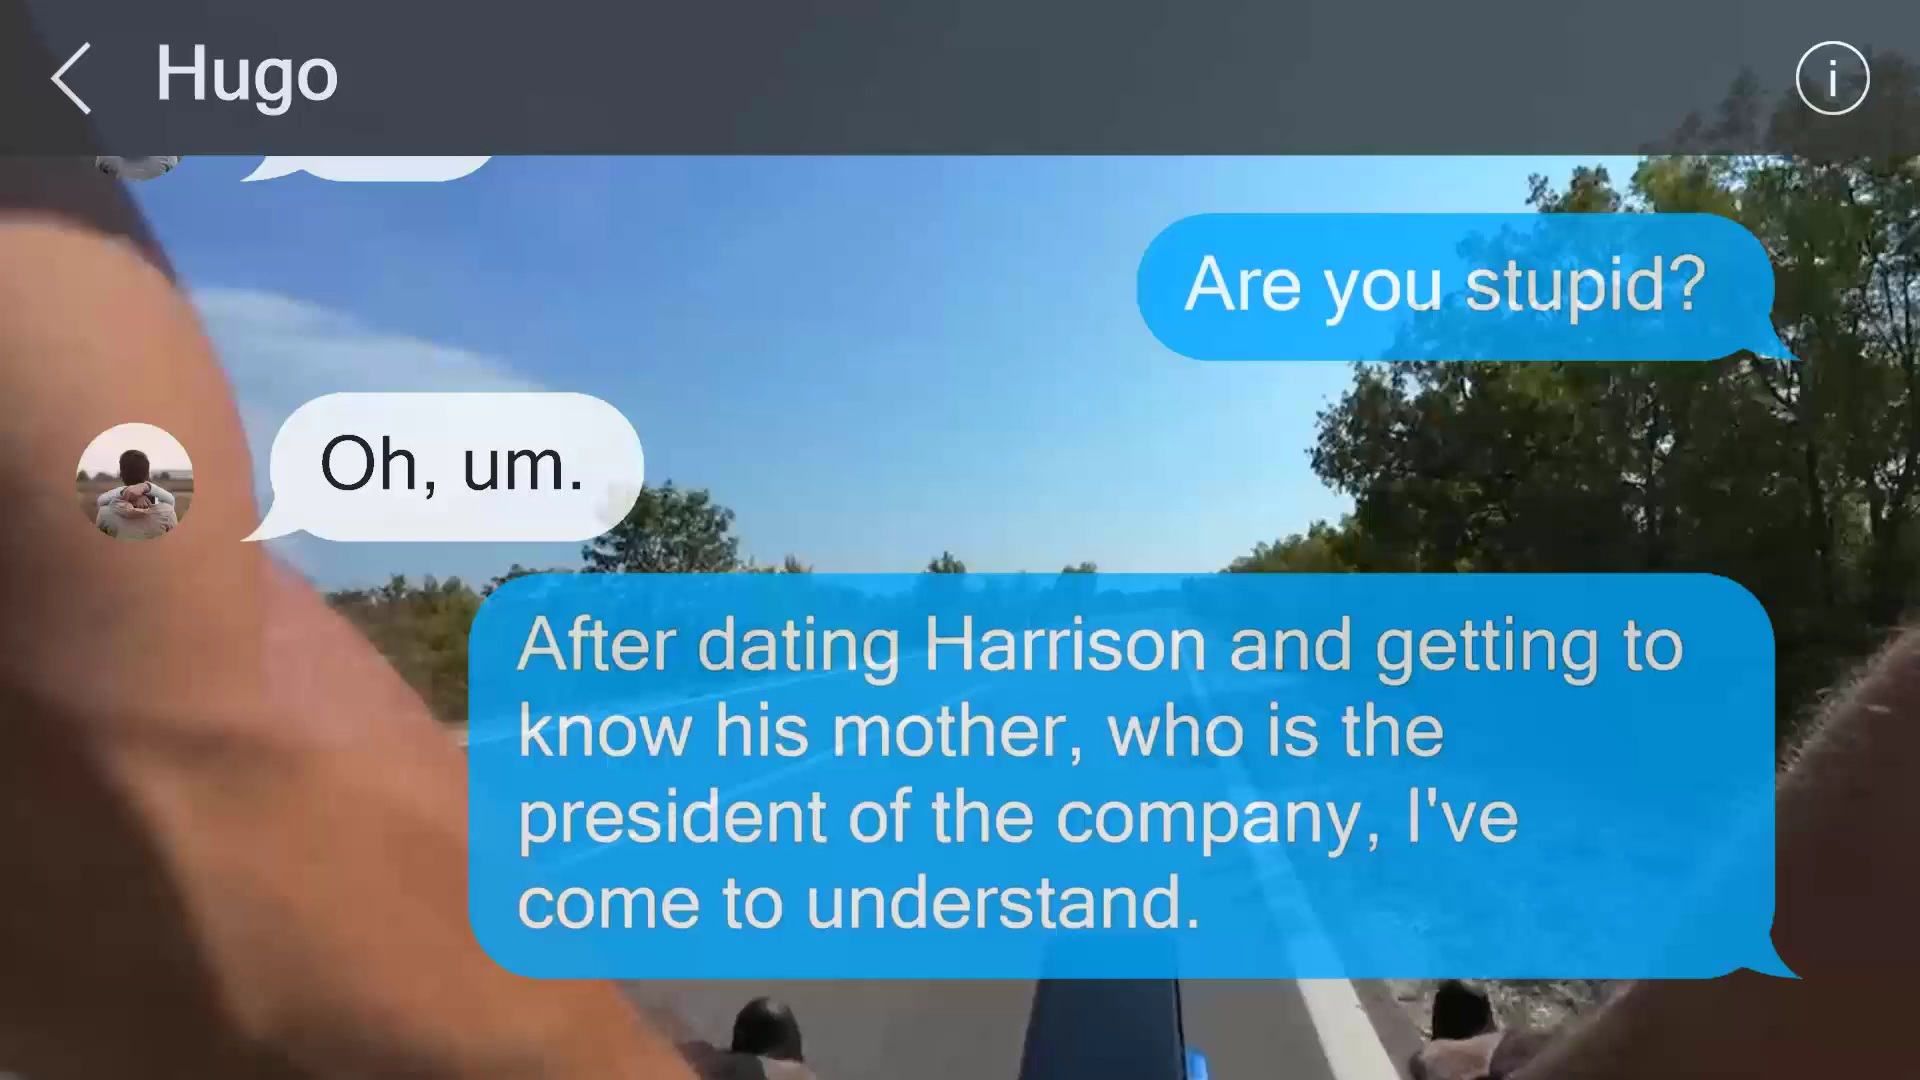 Hugo
i
Are you stupid?
Oh, um.
After dating Harrison and getting to
know his mother, who is the
president of the company, I've
come to understand.